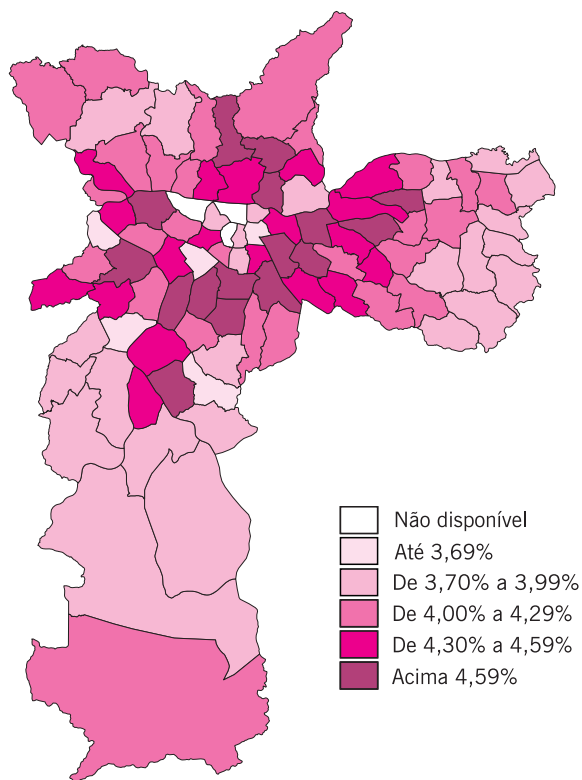 Não disponível
Até 3,69%
De 3,70% a 3,99%
De 4,00% a 4,29%
De 4,30% a 4,59%
Acima 4,59%